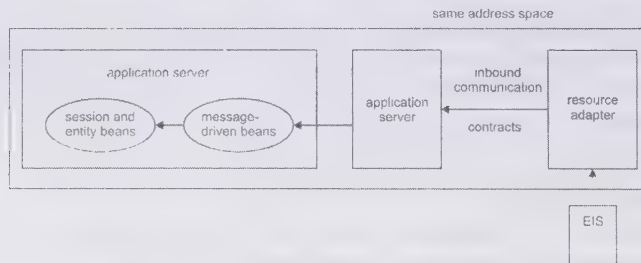 same address space
application server
session and
entity beans
message-
driven beans
application
server
inbound
communication
contracts
resource
adapter
EIS